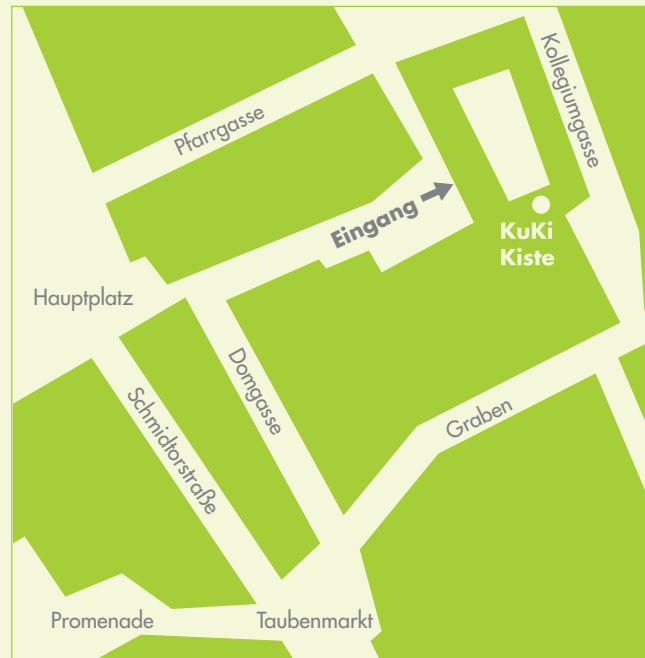 Kollegiumgasse
Pfarrgasse
Eingang
KuKi
Kiste
Hauptplatz
Domgasse
Schmidtorstraße
Graben
Promenade
Taubenmarkt